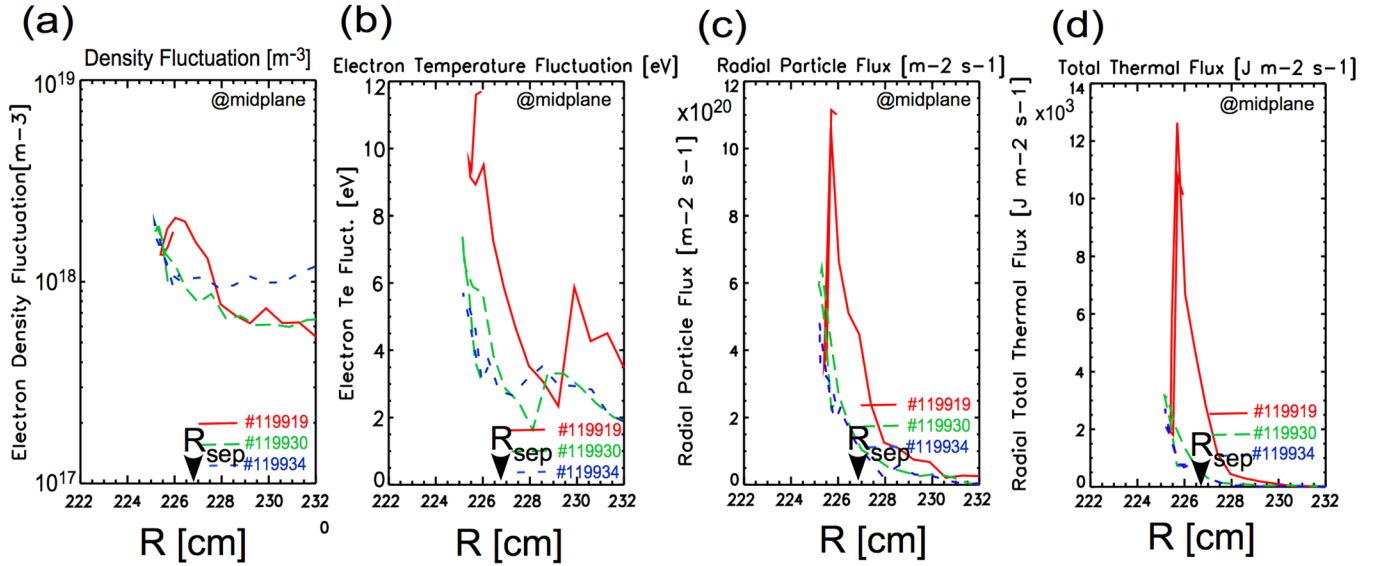 (a)
Density Fluctuation [m-3]
Electron Density Fluctuation[m-3]
10^19
10^18
10^17
@midplane
#119919
#119930
#119934
R sep
222 224 226 228 230 232
0
R [cm]
(b)
Electron Temperature Fluctuation [eV]
Electron Te Fluct. [eV]
12
10
8
6
4
2
0
@midplane
#119919
#119930
#119934
R sep
222 224 226 228 230 232
R [cm]
(c)
Radial Particle Flux [m-2 s-1]
Radial Particle Flux [m-2 s-1]
x10^20
12
10
8
6
4
2
0
@midplane
#119919
#119930
#119934
R sep
222 224 226 228 230 232
R [cm]
(d)
Total Thermal Flux [J m-2 s-1]
Radial Total Thermal Flux [J m-2 s-1]
x10^3
14
12
10
8
6
4
2
0
@midplane
#119919
#119930
#119934
R sep
222 224 226 228 230 232
R [cm]